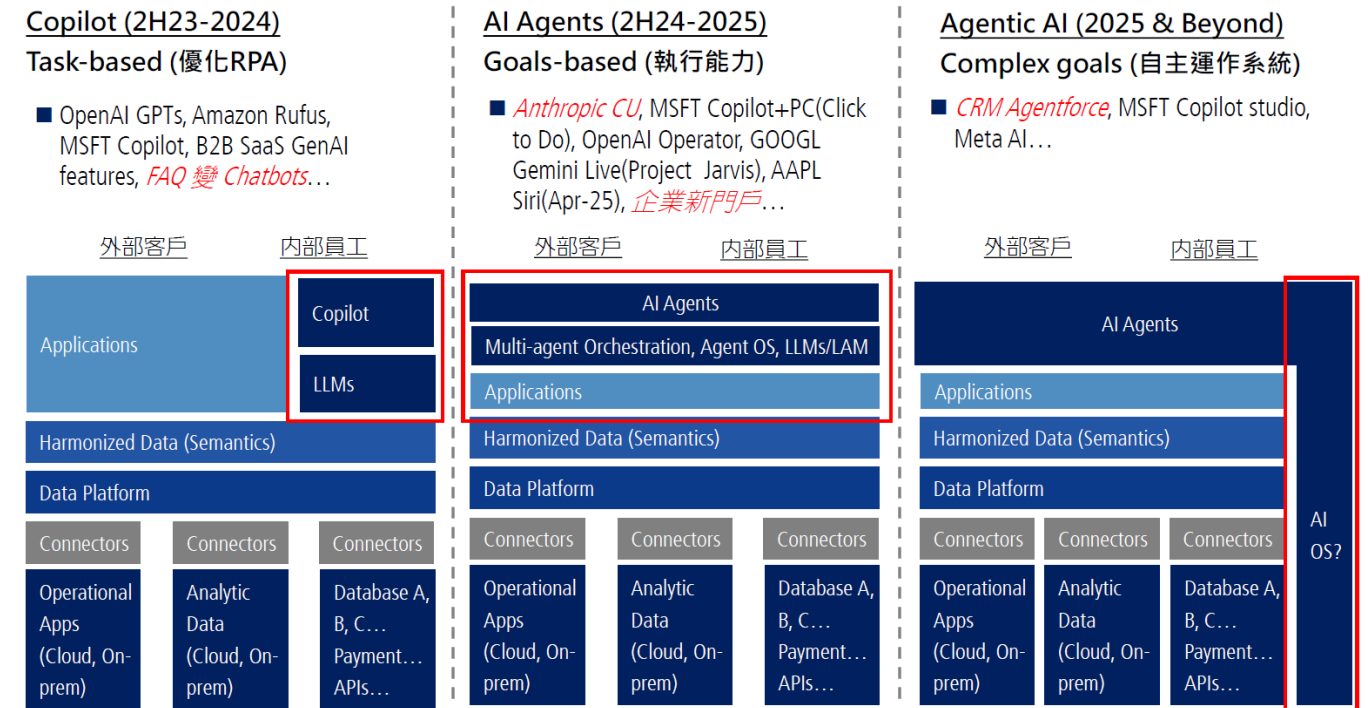 Copilot (2H23-2024)
Task-based (優化RPA)
■ OpenAI GPTs, Amazon Rufus,
MSFT Copilot, B2B SaaS GenAI
features, FAQ 變 Chatbots…
外部客戶
內部員工
Applications
Copilot
LLMs
Harmonized Data (Semantics)
Data Platform
Connectors
Connectors
Connectors
Operational
Apps
(Cloud, On-
prem)
Analytic
Data
(Cloud, On-
prem)
Database A,
B, C…
Payment…
APIs…
AI Agents (2H24-2025)
Goals-based (執行能力)
■ Anthropic CU, MSFT Copilot+PC(Click
to Do), OpenAI Operator, GOOGL
Gemini Live(Project Jarvis), AAPL
Siri(Apr-25), 企業新門戶…
外部客戶
內部員工
AI Agents
Multi-agent Orchestration, Agent OS, LLMs/LAM
Applications
Harmonized Data (Semantics)
Data Platform
Connectors
Connectors
Connectors
Operational
Apps
(Cloud, On-
prem)
Analytic
Data
(Cloud, On-
prem)
Database A,
B, C…
Payment…
APIs…
Agentic AI (2025 & Beyond)
Complex goals (自主運作系統)
■ CRM Agentforce, MSFT Copilot studio,
Meta AI…
外部客戶
內部員工
AI Agents
Applications
Harmonized Data (Semantics)
Data Platform
Connectors
Connectors
Connectors
Operational
Apps
(Cloud, On-
prem)
Analytic
Data
(Cloud, On-
prem)
Database A,
B, C…
Payment…
APIs…
AI
OS?